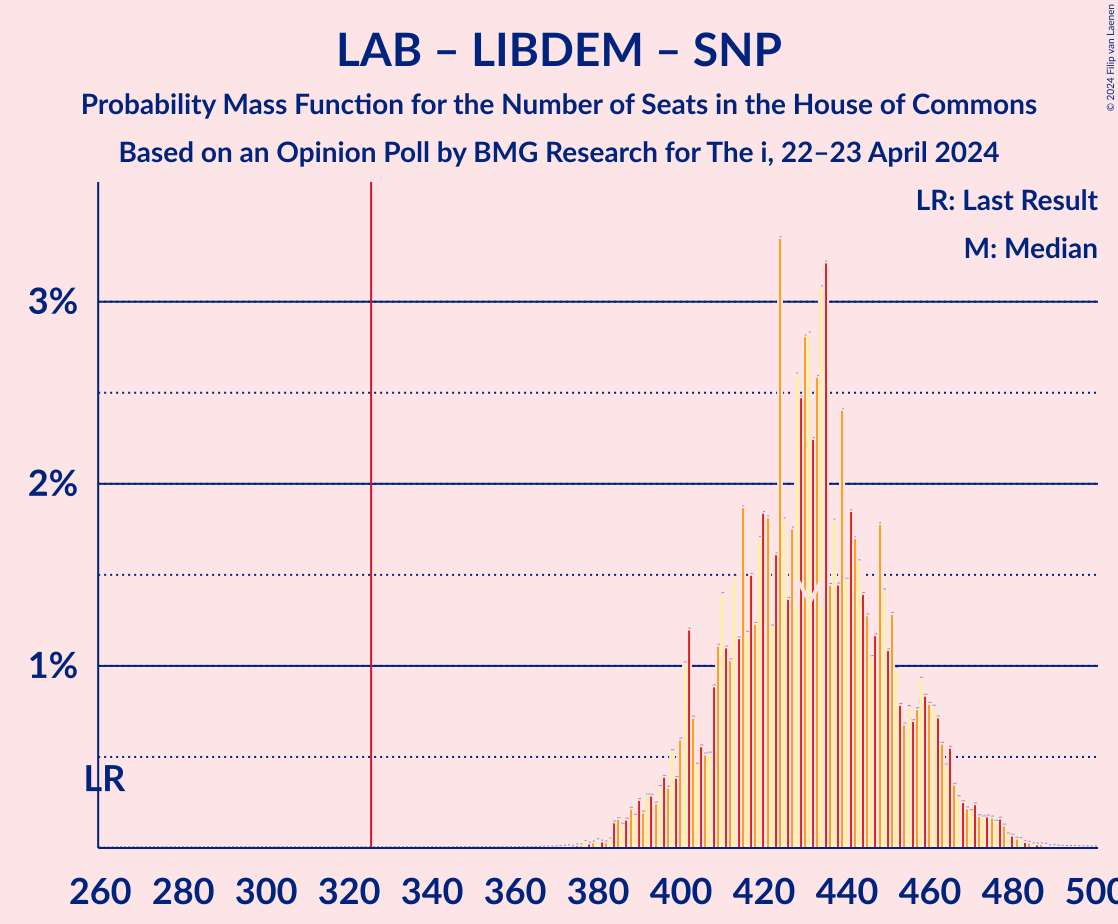 LAB – LIBDEM – SNP
Probability Mass Function for the Number of Seats in the House of Commons
Based on an Opinion Poll by BMG Research for The i, 22–23 April 2024
© 2024 Filip van Laenen
LR: Last Result
M: Median
3%
2%
1%
LR
M
260 280 300 320 340 360 380 400 420 440 460 480 500